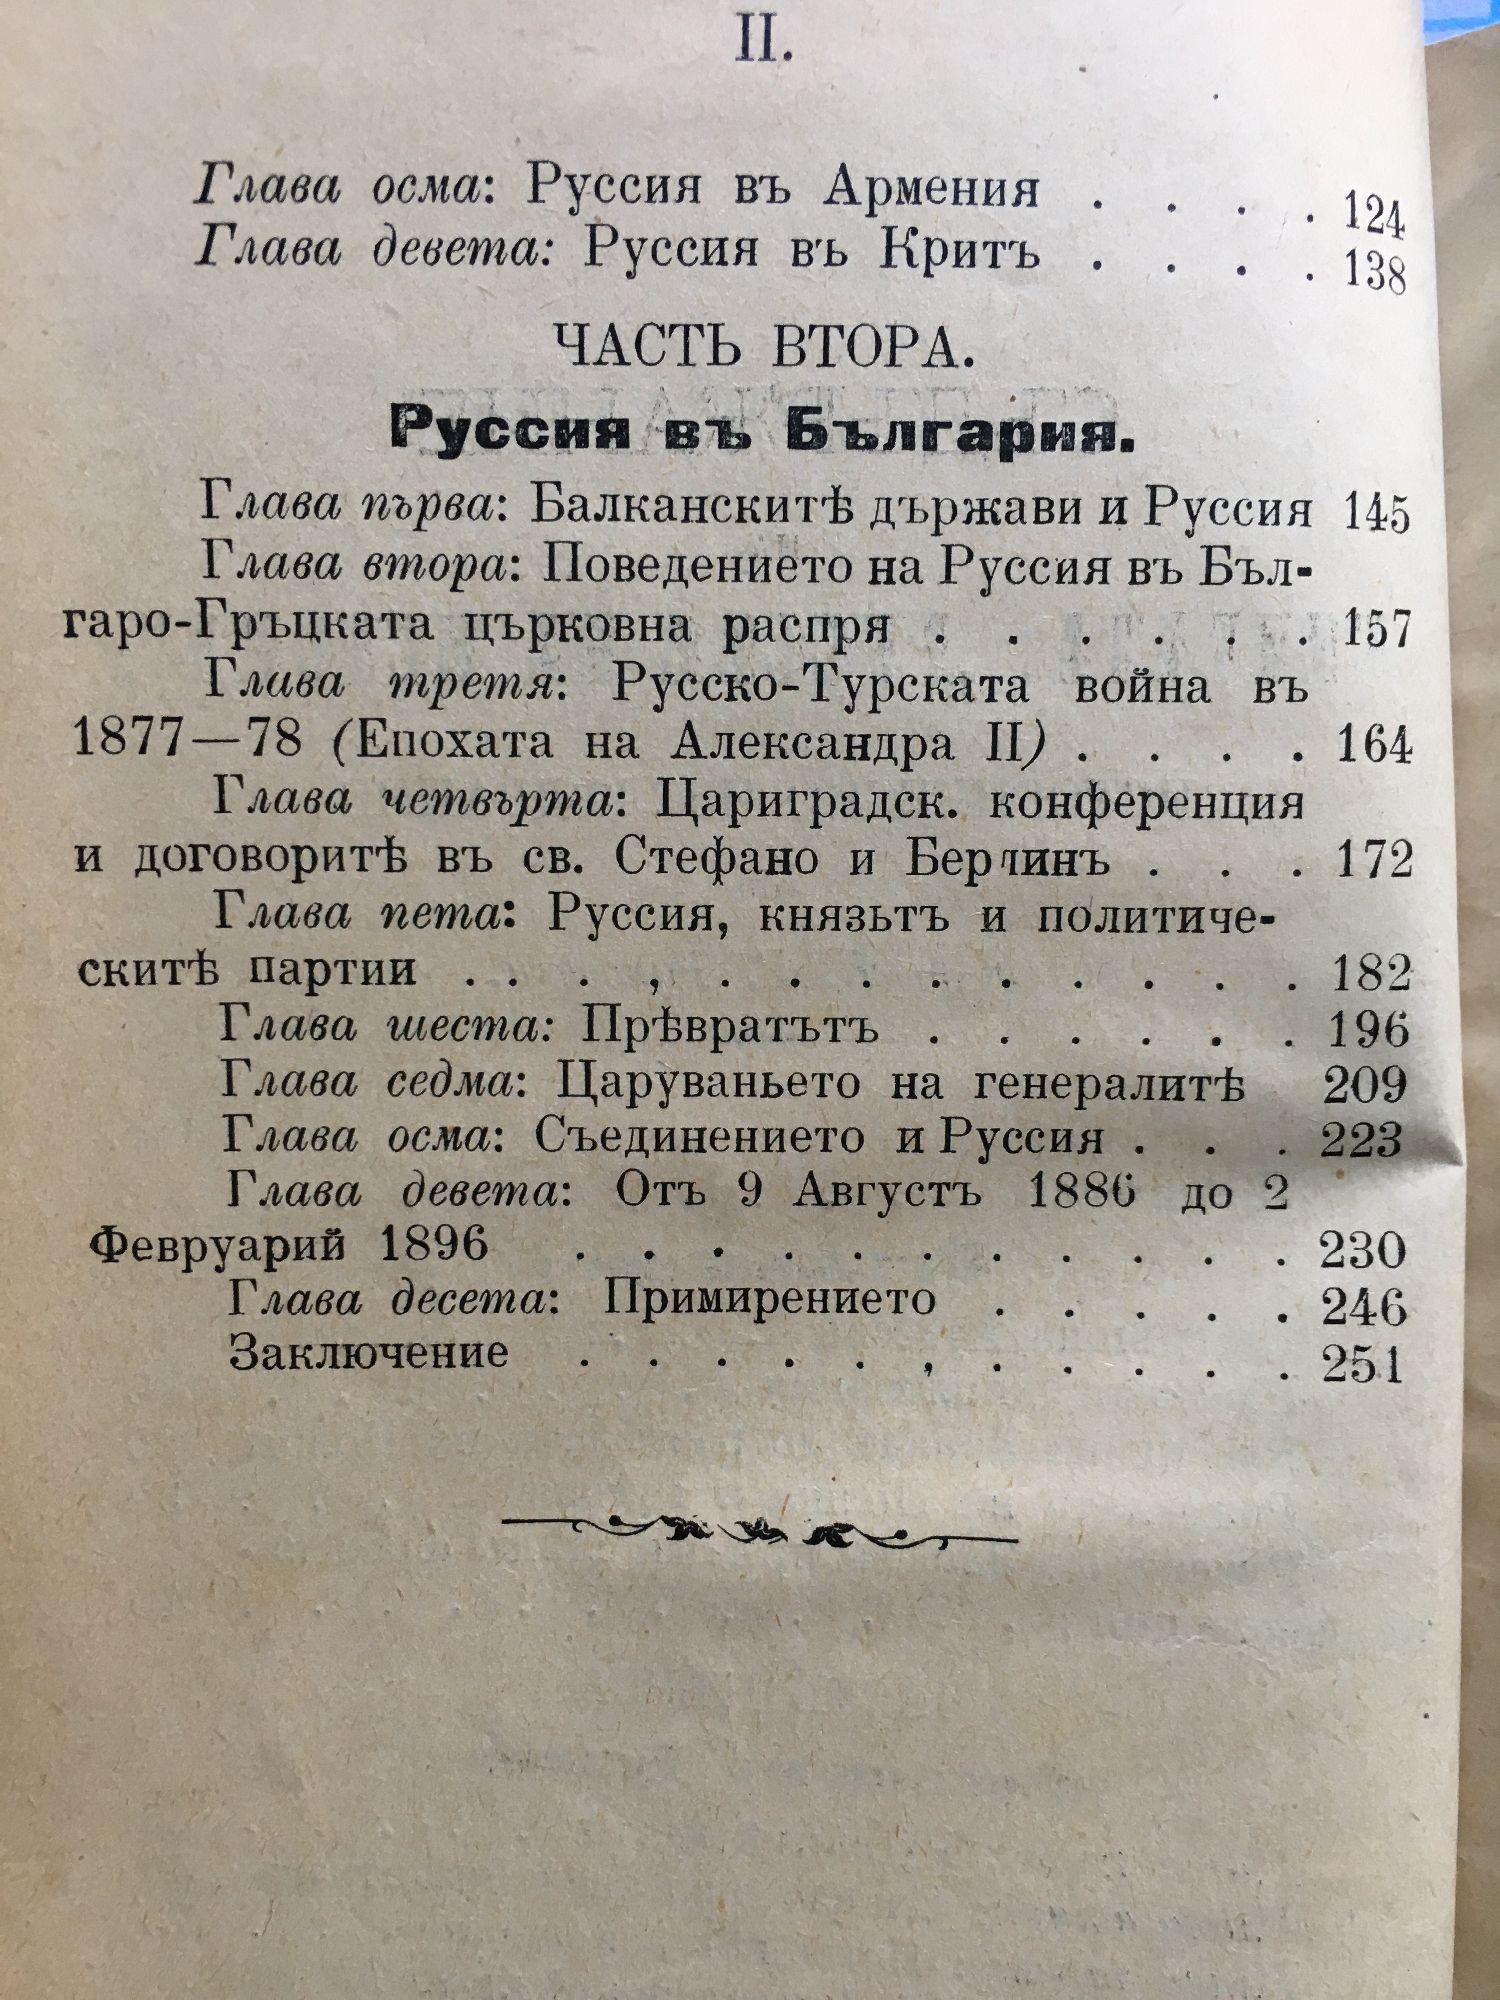 II.
Глава осма: Руссия въ Армения . . . . 124
Глава девета: Руссия въ Критъ . . . . 138
ЧАСТЬ ВТОРА.
Руссия въ България.
Глава първа: Балканскитѣ държави и Руссия 145
Глава втора: Поведението на Руссия въ Бъл-
гаро-Гръцката църковна распря . . . . . . 157
Глава третя: Русско-Турската война въ
1877—78 (Епохата на Александра II) . . . . 164
Глава четвърта: Цариградск. конференция
и договоритѣ въ св. Стефано и Берлинъ . . . 172
Глава пета: Руссия, князьтъ и политиче-
скитѣ партии . . . , . . . . . . . . . 182
Глава шеста: Прѣвратътъ . . . . . . 196
Глава седма: Царуваньето на генералитѣ 209
Глава осма: Съединението и Руссия . . . 223
Глава девета: Отъ 9 Августъ 1886 до 2
Февруарий 1896 . . . . . . . . . . . 230
Глава десета: Примирението . . . . . 246
Заключение . . . . . , . . . . . 251